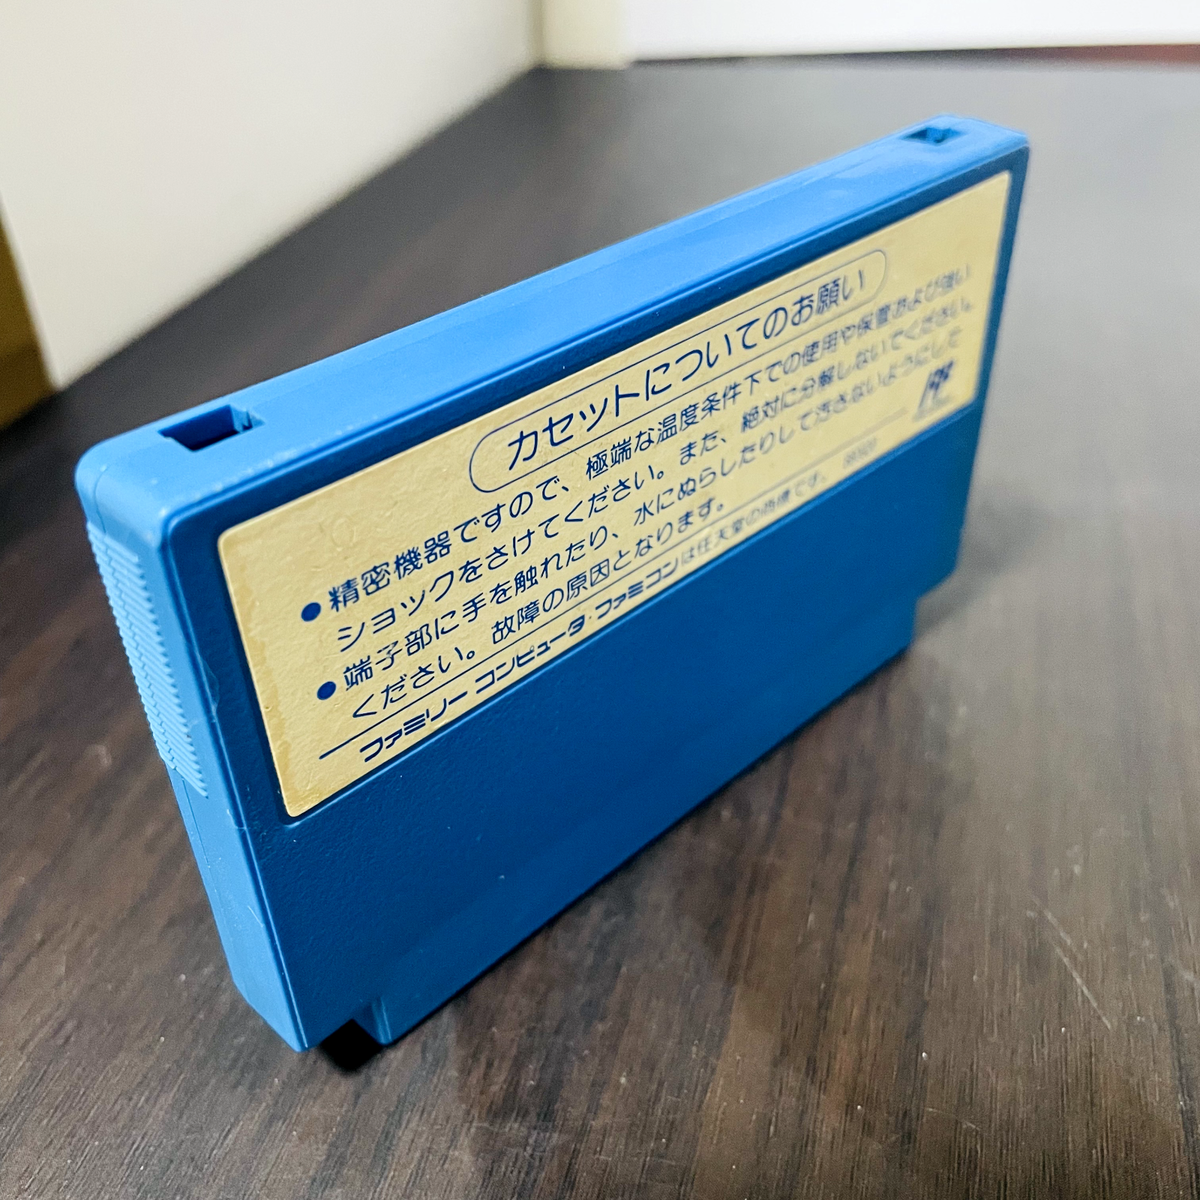 カセットについてのお願い
●精密機器ですので、極端な温度条件下での使用や保管および強い
ショックをさけてください。また、絶対に分解しないでください。
●端子部に手を触れたり、水にぬらしたりして汚さないようにして
ください。故障の原因となります。
ファミリーコンピュータ・ファミコンは任天堂の商標です。